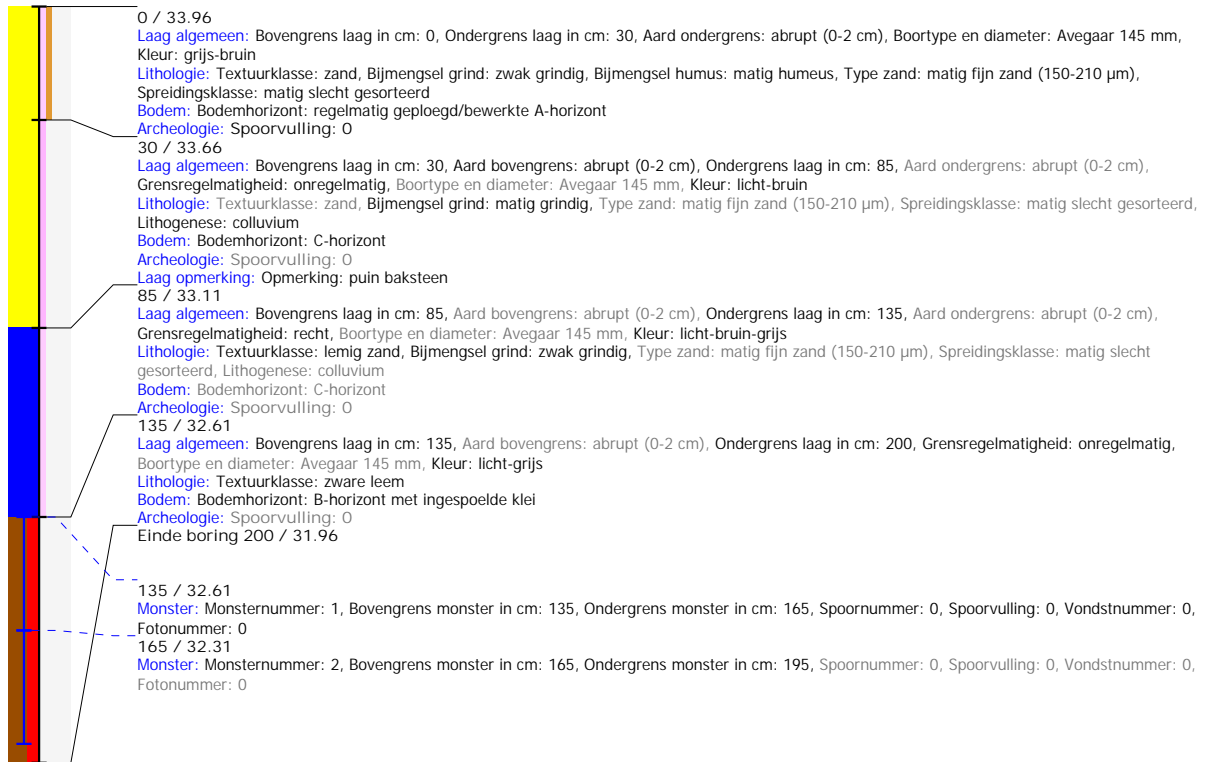 0 / 33.96
Laag algemeen: Bovengrens laag in cm: 0, Ondergrens laag in cm: 30, Aard ondergrens: abrupt (0-2 cm), Boortype en diameter: Avegaar 145 mm,
Kleur: grijs-bruin
Lithologie: Textuurklasse: zand, Bijmengsel grind: zwak grindig, Bijmengsel humus: matig humeus, Type zand: matig fijn zand (150-210 µm),
Spreidingsklasse: matig slecht gesorteerd
Bodem: Bodemhorizont: regelmatig geploegd/bewerkte A-horizont
Archeologie: Spoorvulling: 0
30 / 33.66
Laag algemeen: Bovengrens laag in cm: 30, Aard bovengrens: abrupt (0-2 cm), Ondergrens laag in cm: 85, Aard ondergrens: abrupt (0-2 cm),
Grensregelmatigheid: onregelmatig, Boortype en diameter: Avegaar 145 mm, Kleur: licht-bruin
Lithologie: Textuurklasse: zand, Bijmengsel grind: matig grindig, Type zand: matig fijn zand (150-210 µm), Spreidingsklasse: matig slecht gesorteerd,
Lithogenese: colluvium
Bodem: Bodemhorizont: C-horizont
Archeologie: Spoorvulling: 0
Laag opmerking: Opmerking: puin baksteen
85 / 33.11
Laag algemeen: Bovengrens laag in cm: 85, Aard bovengrens: abrupt (0-2 cm), Ondergrens laag in cm: 135, Aard ondergrens: abrupt (0-2 cm),
Grensregelmatigheid: recht, Boortype en diameter: Avegaar 145 mm, Kleur: licht-bruin-grijs
Lithologie: Textuurklasse: lemig zand, Bijmengsel grind: zwak grindig, Type zand: matig fijn zand (150-210 µm), Spreidingsklasse: matig slecht
gesorteerd, Lithogenese: colluvium
Bodem: Bodemhorizont: C-horizont
Archeologie: Spoorvulling: 0
135 / 32.61
Laag algemeen: Bovengrens laag in cm: 135, Aard bovengrens: abrupt (0-2 cm), Ondergrens laag in cm: 200, Grensregelmatigheid: onregelmatig,
Boortype en diameter: Avegaar 145 mm, Kleur: licht-grijs
Lithologie: Textuurklasse: zware leem
Bodem: Bodemhorizont: B-horizont met ingespoelde klei
Archeologie: Spoorvulling: 0
Einde boring 200 / 31.96
135 / 32.61
Monster: Monsternummer: 1, Bovengrens monster in cm: 135, Ondergrens monster in cm: 165, Spoornummer: 0, Spoorvulling: 0, Vondstnummer: 0,
Fotonummer: 0
165 / 32.31
Monster: Monsternummer: 2, Bovengrens monster in cm: 165, Ondergrens monster in cm: 195, Spoornummer: 0, Spoorvulling: 0, Vondstnummer: 0,
Fotonummer: 0